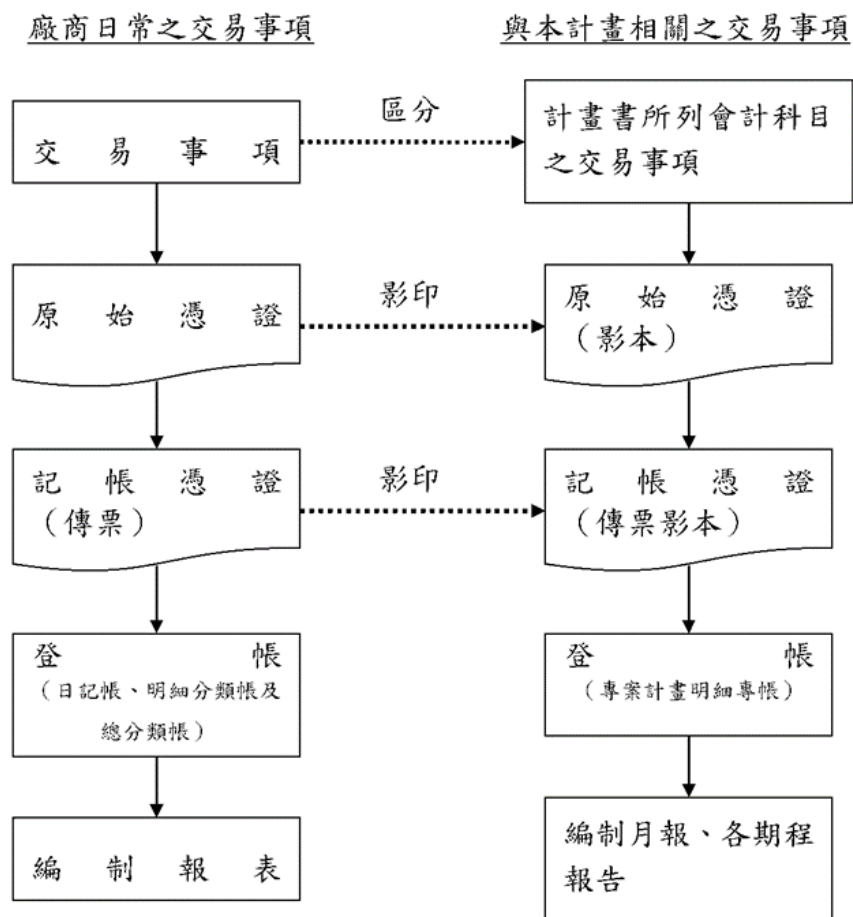 廠商日常之交易事項
與本計畫相關之交易事項
交易事項
區分
計畫書所列會計科目
之交易事項
原始憑證
影印
原始憑證
（影本）
記帳憑證
（傳票）
影印
記帳憑證
（傳票影本）
登帳
（日記帳、明細分類帳及
總分類帳）
登帳
（專案計畫明細專帳）
編制報表
編制月報、各期程
報告